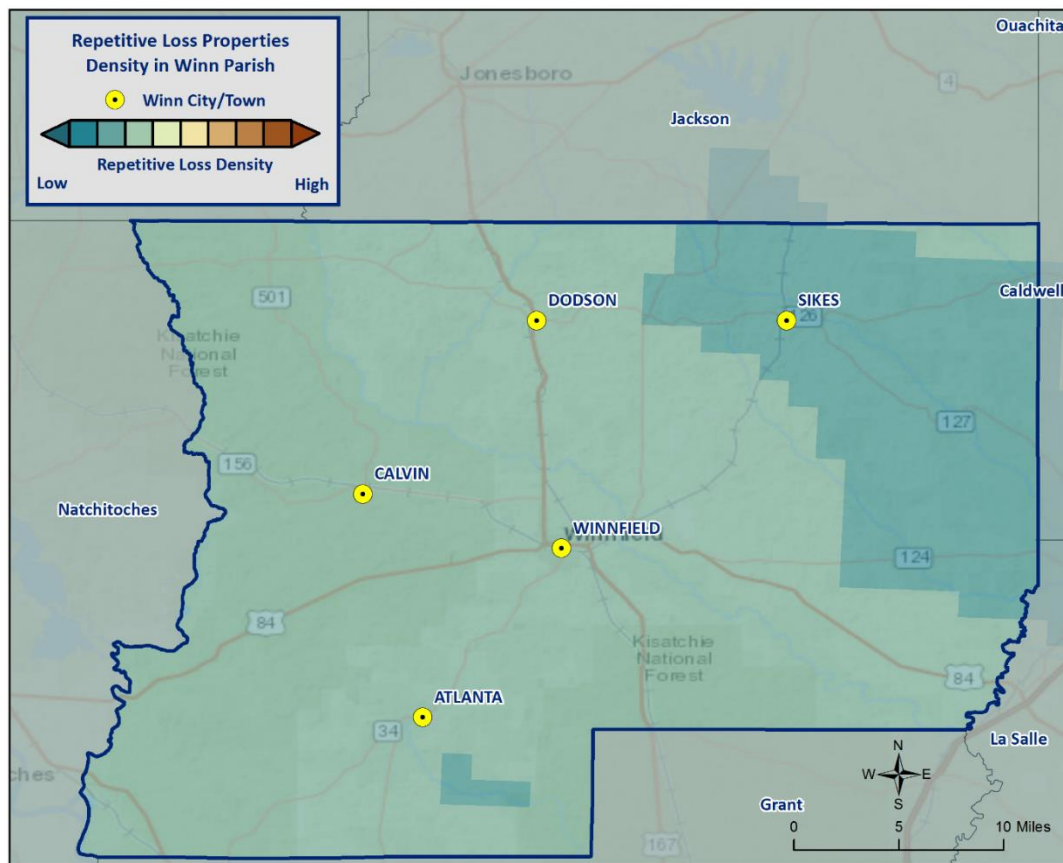 Repetitive Loss Properties
Density in Winn Parish
Winn City/Town
Repetitive Loss Density
Low
High
Ouachita
Jonesboro
4
Jackson
501
DODSON
SIKES
126
Caldwell
Kisatchie
National
Forest
127
156
CALVIN
Natchitoches
WINNFIELD
Winnfield
124
84
Kisatchie
National
Forest
84
ATLANTA
34
La Salle
ches
N
W
E
S
Grant
0
5
10 Miles
167